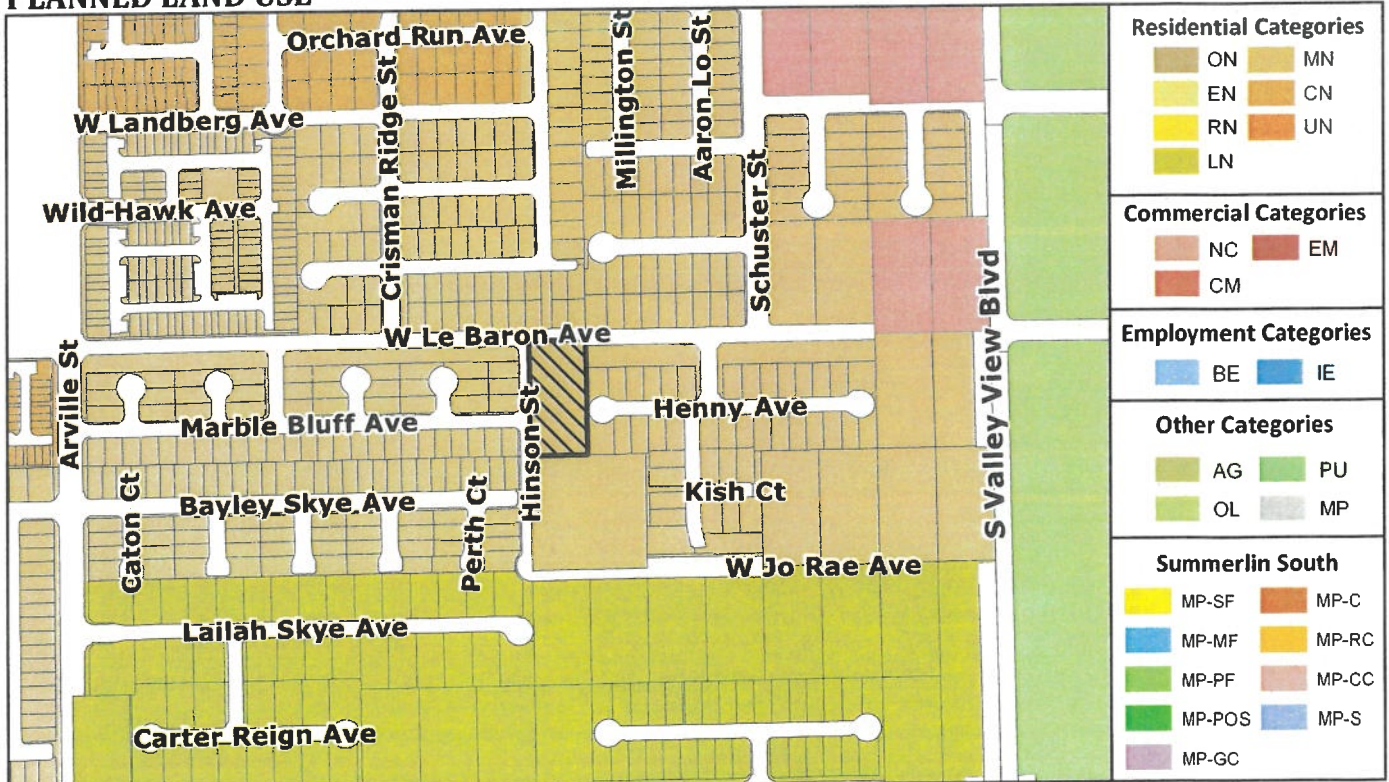 PLANNED LAND USE
Orchard Run Ave
Millington St
Aaron Lo St
Crisman Ridge St
W Landberg Ave
Schuster St
Wild-Hawk Ave
S Valley View Blvd
W Le Baron Ave
Arville St
Henny Ave
Hinson St
Marble Bluff Ave
Kish Ct
Bayley Skye Ave
Caton Ct
Perth Ct
W Jo Rae Ave
Lailah Skye Ave
Carter Reign Ave
Residential Categories
ON MN
EN CN
RN UN
LN
Commercial Categories
NC EM
CM
Employment Categories
BE IE
Other Categories
AG PU
OL MP
Summerlin South
MP-SF MP-C
MP-MF MP-RC
MP-PF MP-CC
MP-POS MP-S
MP-GC